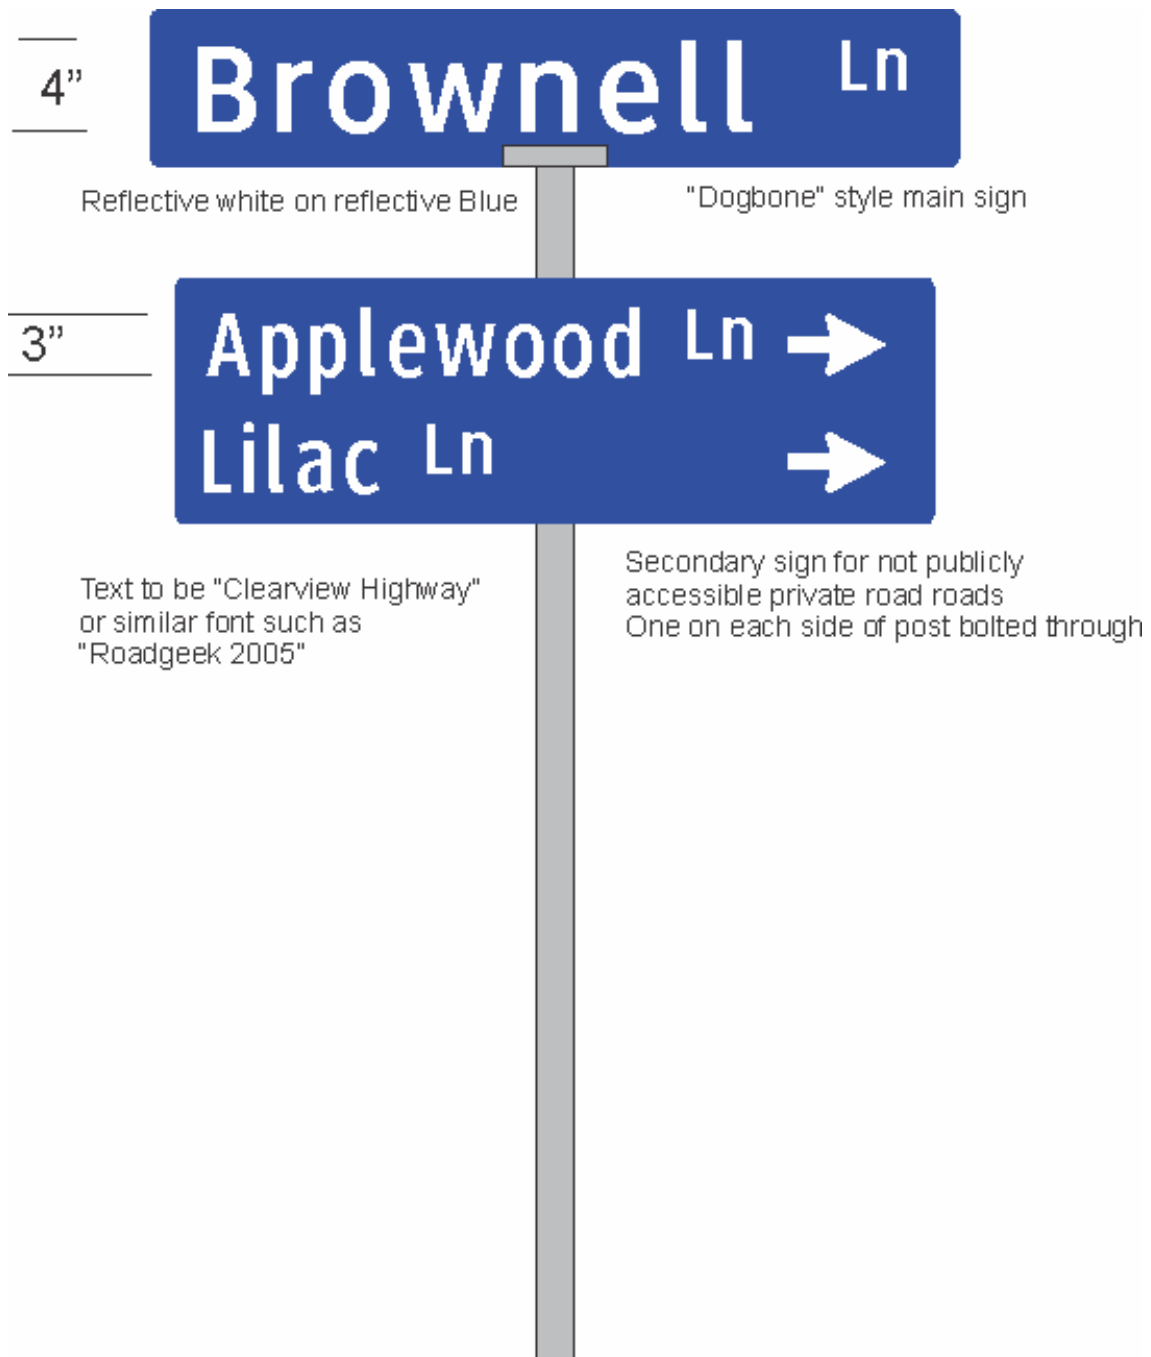 4”
Brownell Ln
Reflective white on reflective Blue
"Dogbone" style main sign
3”
Applewood Ln
Lilac Ln
Text to be "Clearview Highway"
or similar font such as
"Roadgeek 2005"
Secondary sign for not publicly
accessible private road roads
One on each side of post bolted through